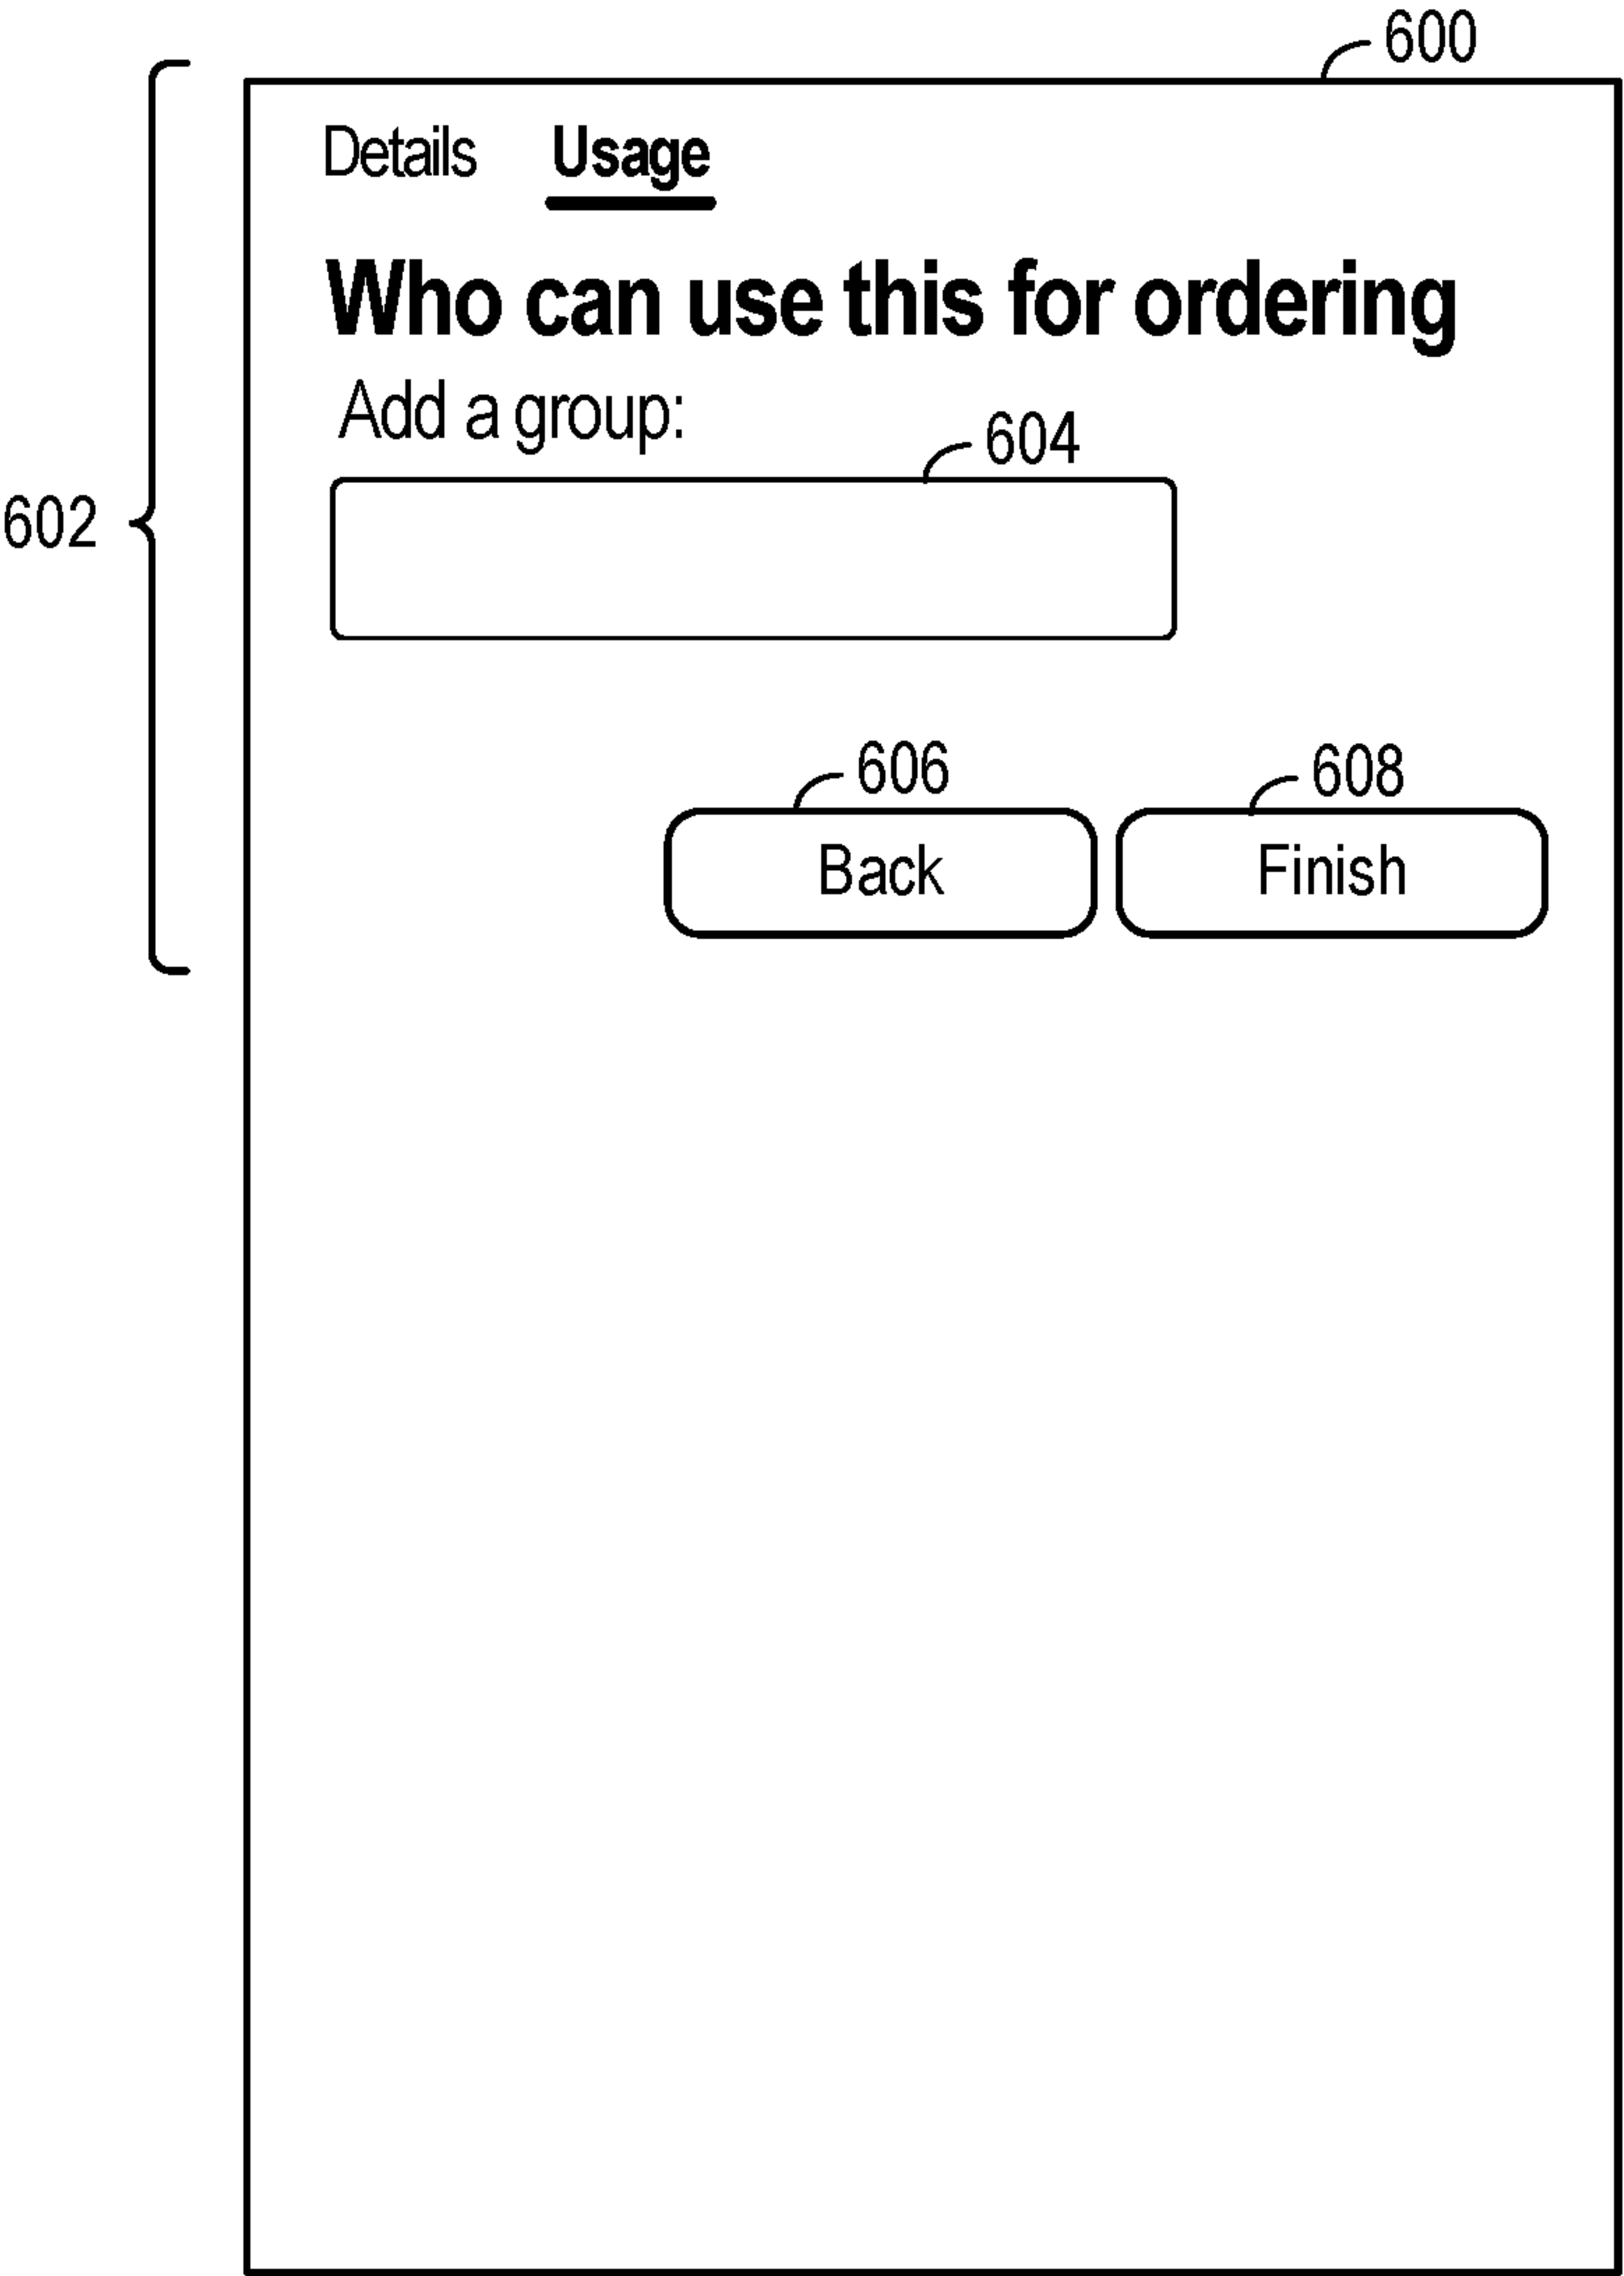 600
Details Usage
Who can use this for ordering
Add a group:
604
602
606 608
Back Finish